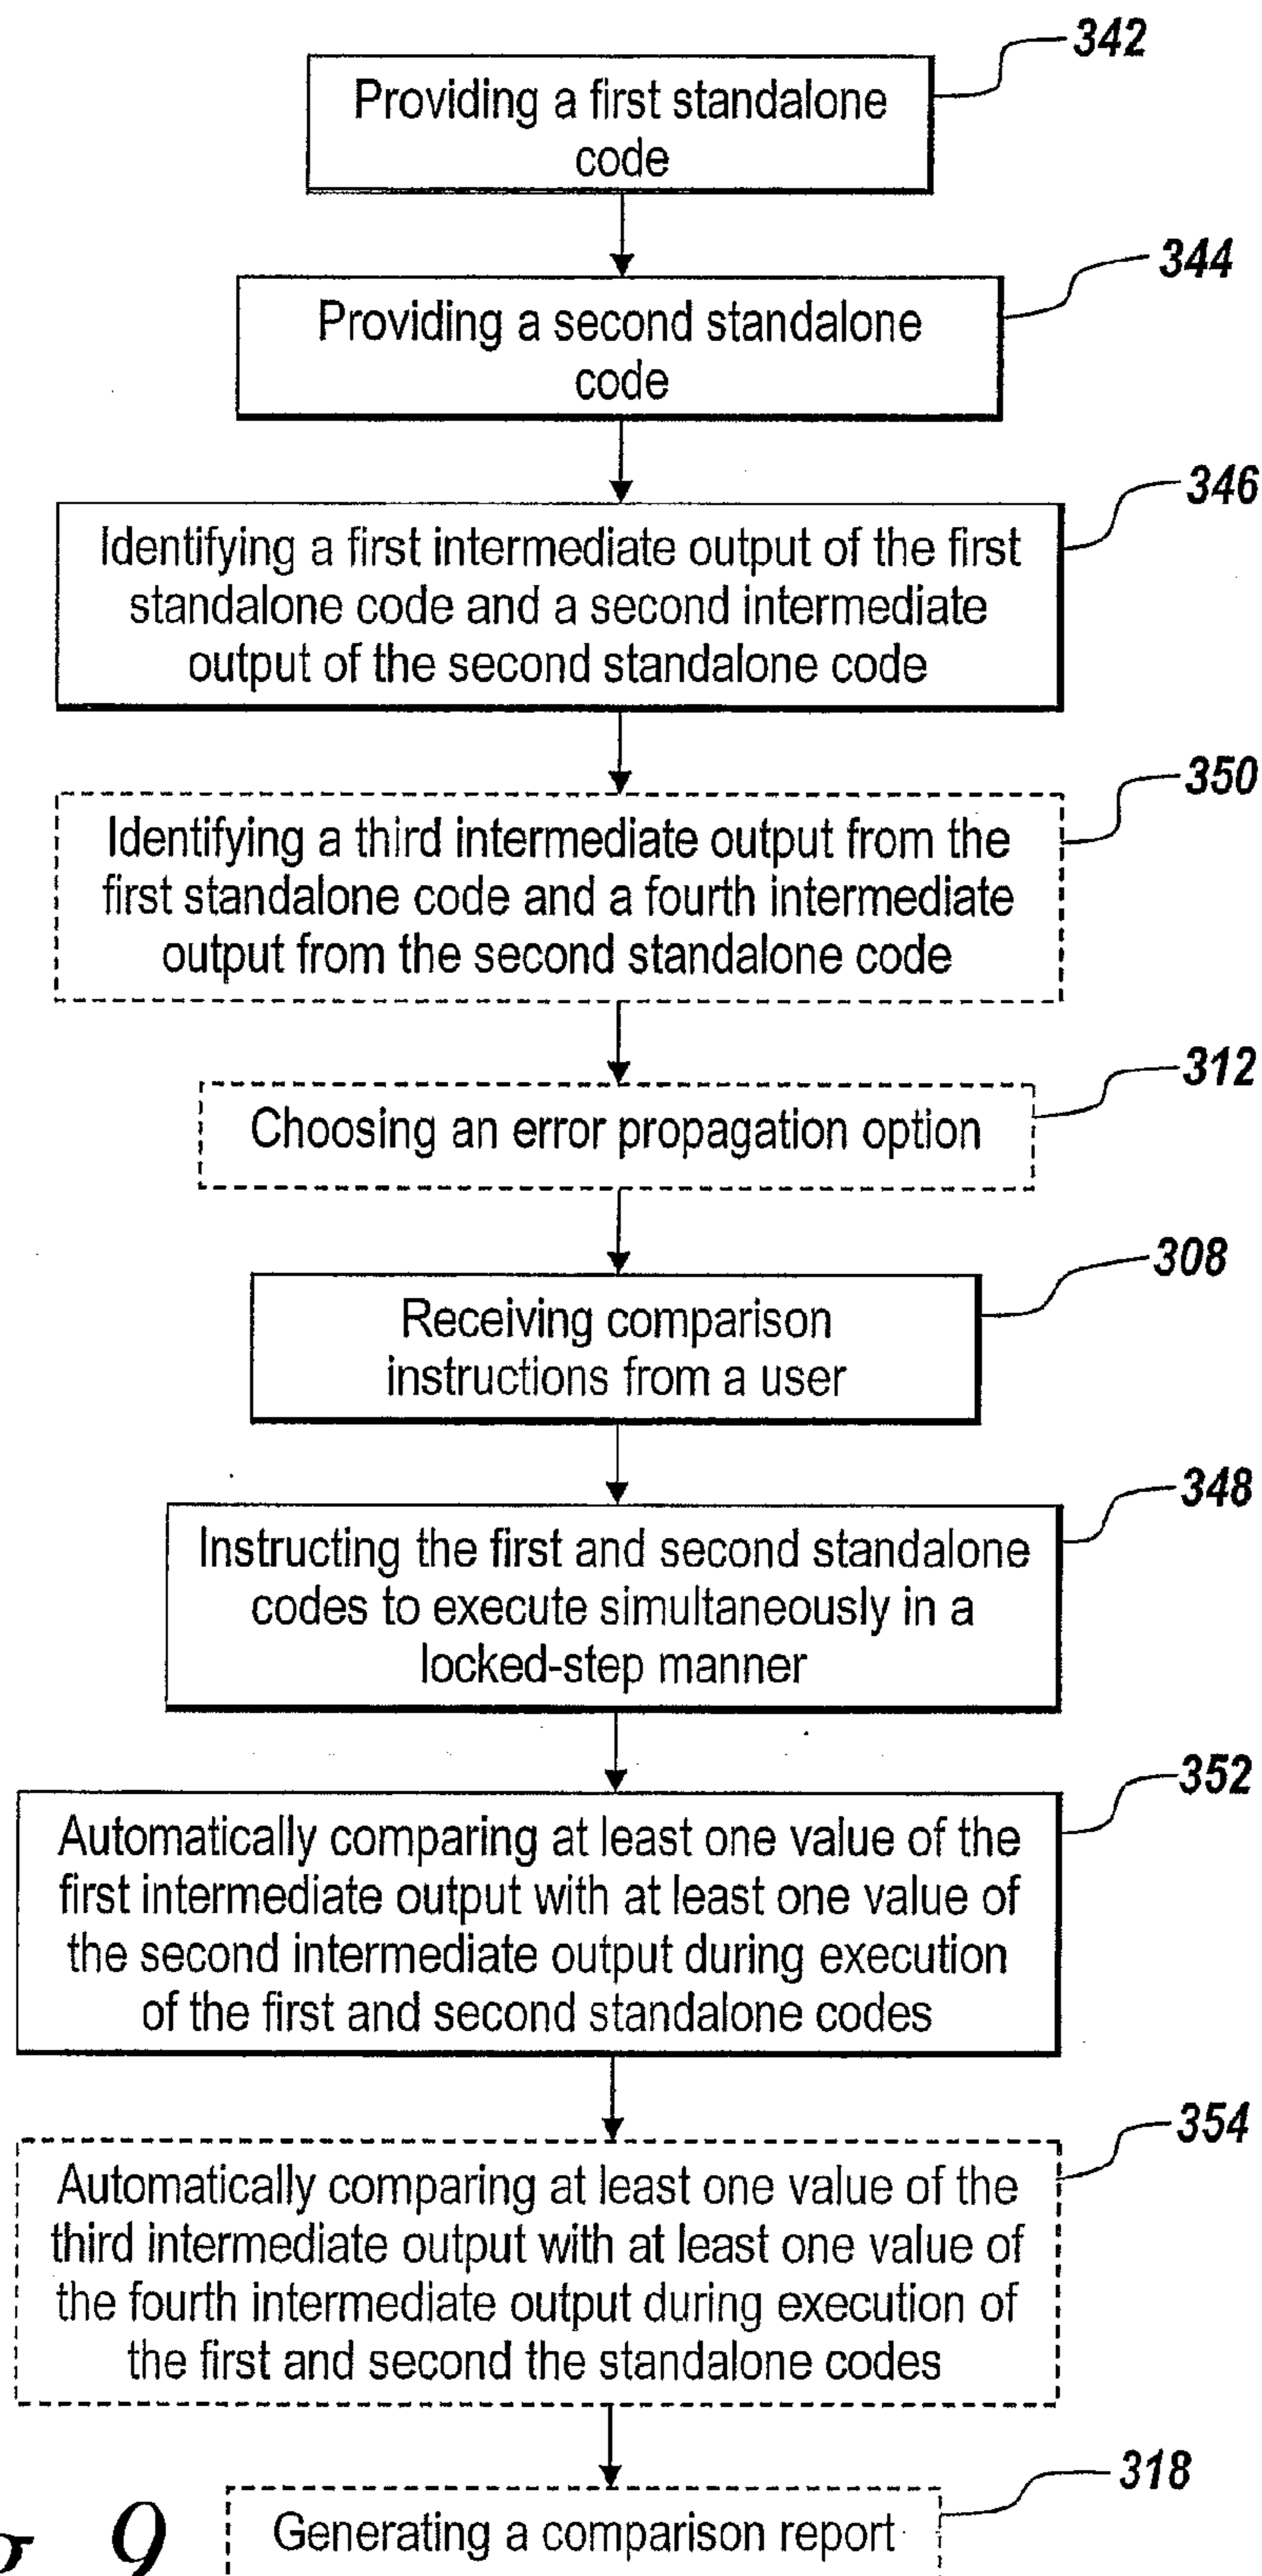 342
Providing a first standalone
code
344
Providing a second standalone
code
346
Identifying a first intermediate output of the first
standalone code and a second intermediate
output of the second standalone code
350
Identifying a third intermediate output from the
first standalone code and a fourth intermediate
output from the second standalone code
312
Choosing an error propagation option
308
Receiving comparison
instructions from a user
348
Instructing the first and second standalone
codes to execute simultaneously in a
locked-step manner
352
Automatically comparing at least one value of the
first intermediate output with at least one value of
the second intermediate output during execution
of the first and second standalone codes
354
Automatically comparing at least one value of the
third intermediate output with at least one value of
the fourth intermediate output during execution of
the first and second the standalone codes
318
Generating a comparison report
9